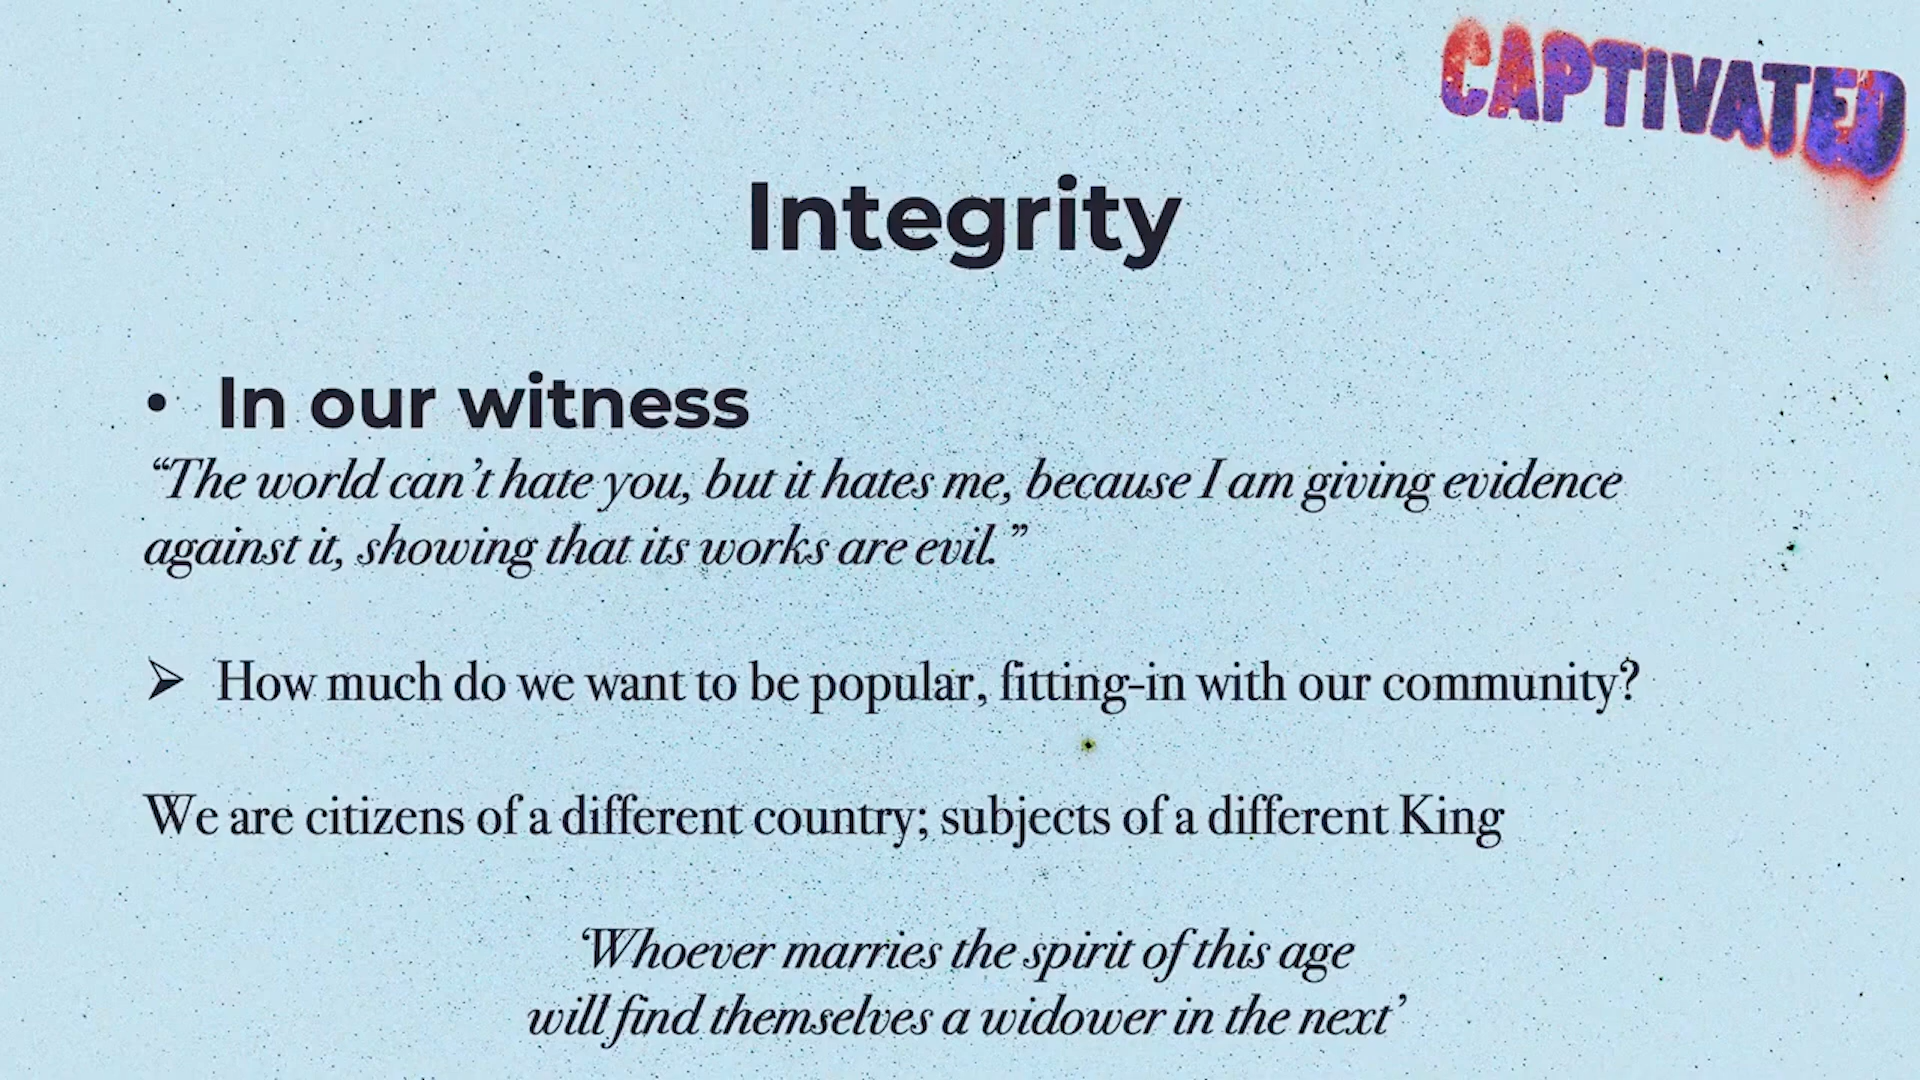 CAPTIVATED
Integrity
• In our witness
“The world can’t hate you, but it hates me, because I am giving evidence
against it, showing that its works are evil.”
➢ How much do we want to be popular, fitting-in with our community?
We are citizens of a different country; subjects of a different King
‘Whoever marries the spirit of this age
will find themselves a widower in the next’